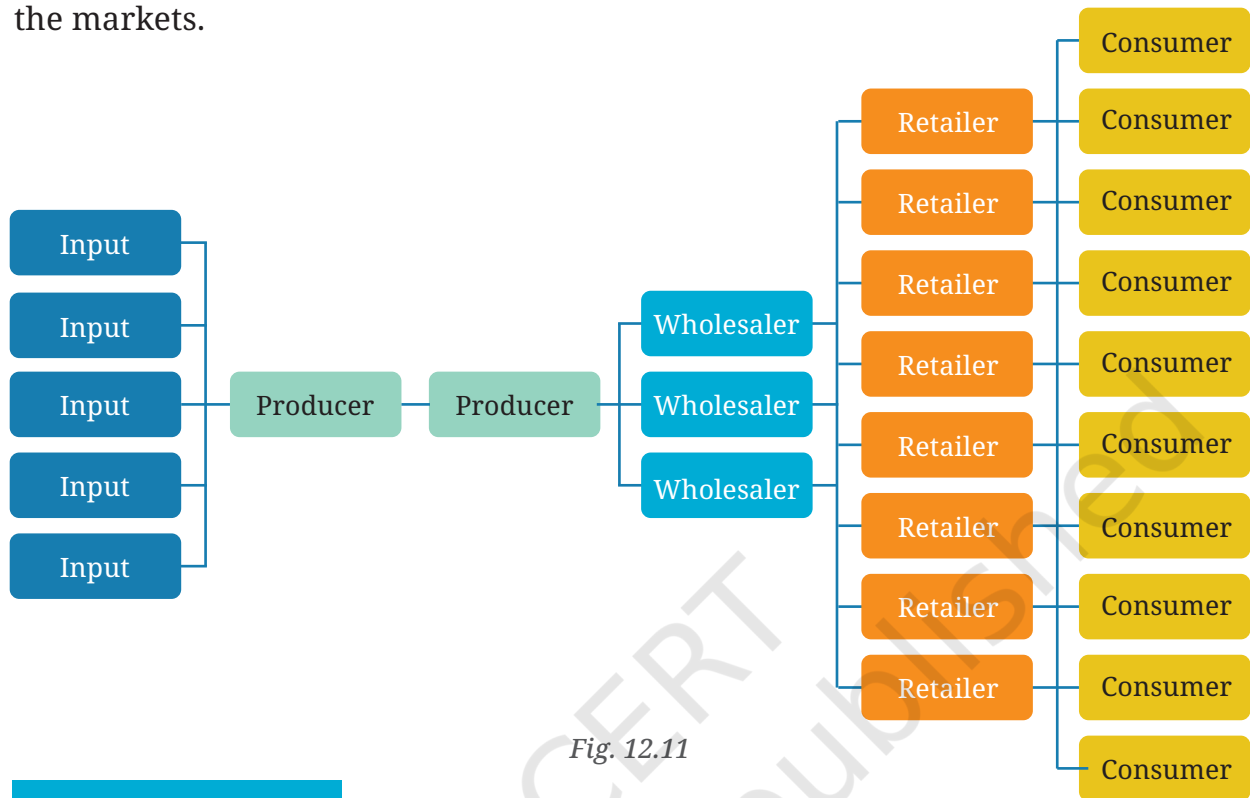 the markets.
Input
Input
Input
Input
Input
Producer
Producer
Wholesaler
Wholesaler
Wholesaler
Retailer
Retailer
Retailer
Retailer
Retailer
Retailer
Retailer
Retailer
Consumer
Consumer
Consumer
Consumer
Consumer
Consumer
Consumer
Consumer
Consumer
Consumer
Fig. 12.11